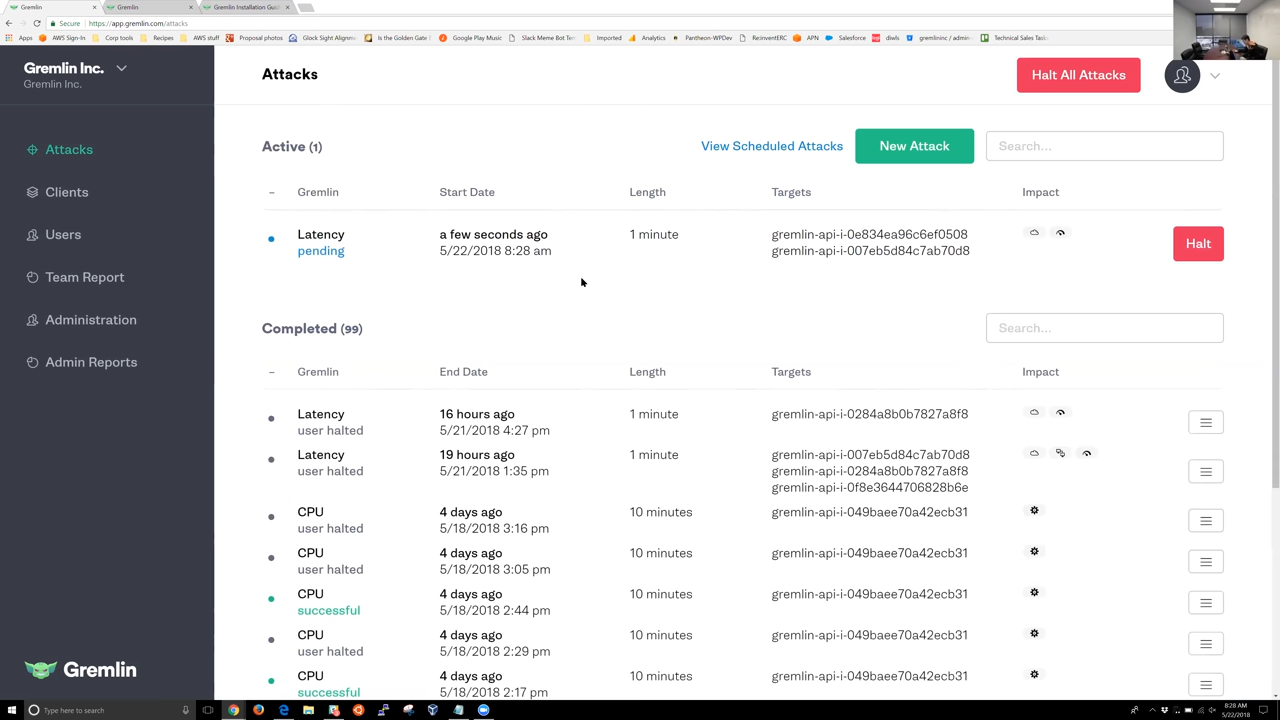 Gremlin
Gremlin
Gremlin Installation Guid
Secure
https://app.gremlin.com/attacks
Apps
AWS Sign-In
Corp tools
Recipes
AWS stuff
Proposal photos
Glock Sight Alignme
Is the Golden Gate B
Google Play Music
Slack Meme Bot Term
Imported
Analytics
Pantheon-WPDev
Re:invenTERC
APN
Salesforce
diwls
gremlininc / admin —
Technical Sales Task
Gremlin Inc.
Gremlin Inc.
Attacks
Clients
Users
Team Report
Administration
Admin Reports
Gremlin
Attacks
Halt All Attacks
Active (1)
View Scheduled Attacks
New Attack
Search...
– Gremlin Start Date Length Targets Impact
Latency a few seconds ago 1 minute gremlin-api-i-0e834ea96c6ef0508
pending 5/22/2018 8:28 am gremlin-api-i-007eb5d84c7ab70d8
Halt
Completed (99)
Search...
– Gremlin End Date Length Targets Impact
Latency 16 hours ago 1 minute gremlin-api-i-0284a8b0b7827a8f8
user halted 5/21/2018 4:27 pm
Latency 19 hours ago 1 minute gremlin-api-i-007eb5d84c7ab70d8
user halted 5/21/2018 1:35 pm gremlin-api-i-0284a8b0b7827a8f8
gremlin-api-i-0f8e3644706828b6e
CPU 4 days ago 10 minutes gremlin-api-i-049baee70a42ecb31
user halted 5/18/2018 3:16 pm
CPU 4 days ago 10 minutes gremlin-api-i-049baee70a42ecb31
user halted 5/18/2018 3:05 pm
CPU 4 days ago 10 minutes gremlin-api-i-049baee70a42ecb31
successful 5/18/2018 2:44 pm
CPU 4 days ago 10 minutes gremlin-api-i-049baee70a42ecb31
user halted 5/18/2018 2:29 pm
CPU 4 days ago 10 minutes gremlin-api-i-049baee70a42ecb31
successful 5/18/2018 2:17 pm
Type here to search
8:28 AM
5/22/2018